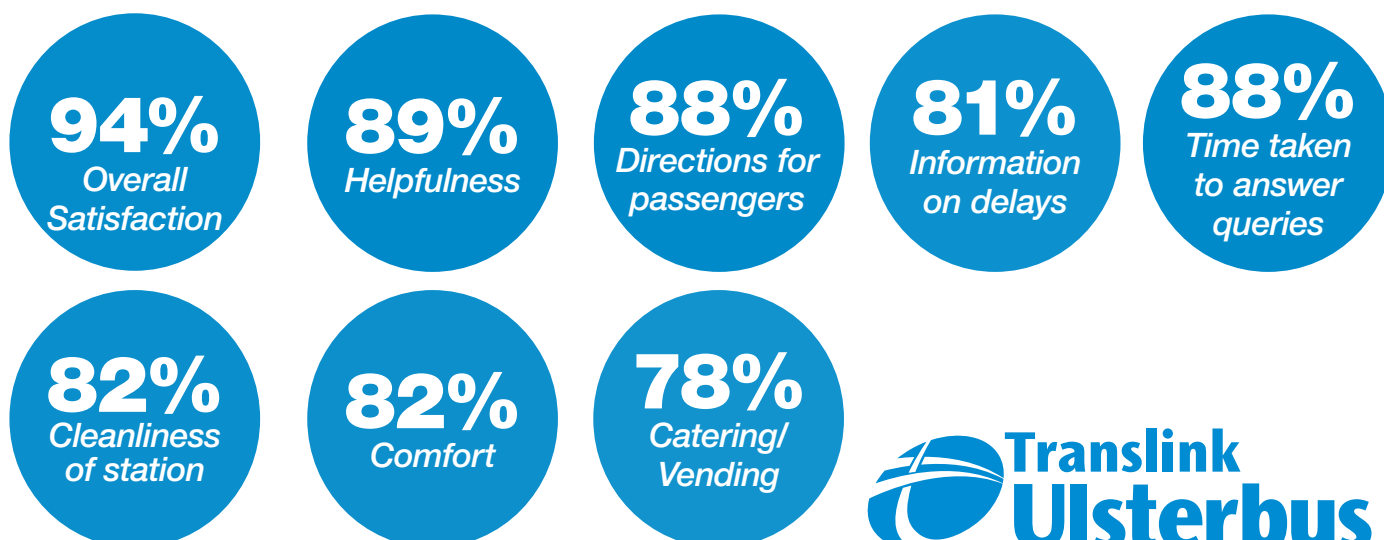 94%
Overall
Satisfaction
89%
Helpfulness
88%
Directions for
passengers
81%
Information
on delays
88%
Time taken
to answer
queries
82%
Cleanliness
of station
82%
Comfort
78%
Catering/
Vending
Translink
Ulsterbus